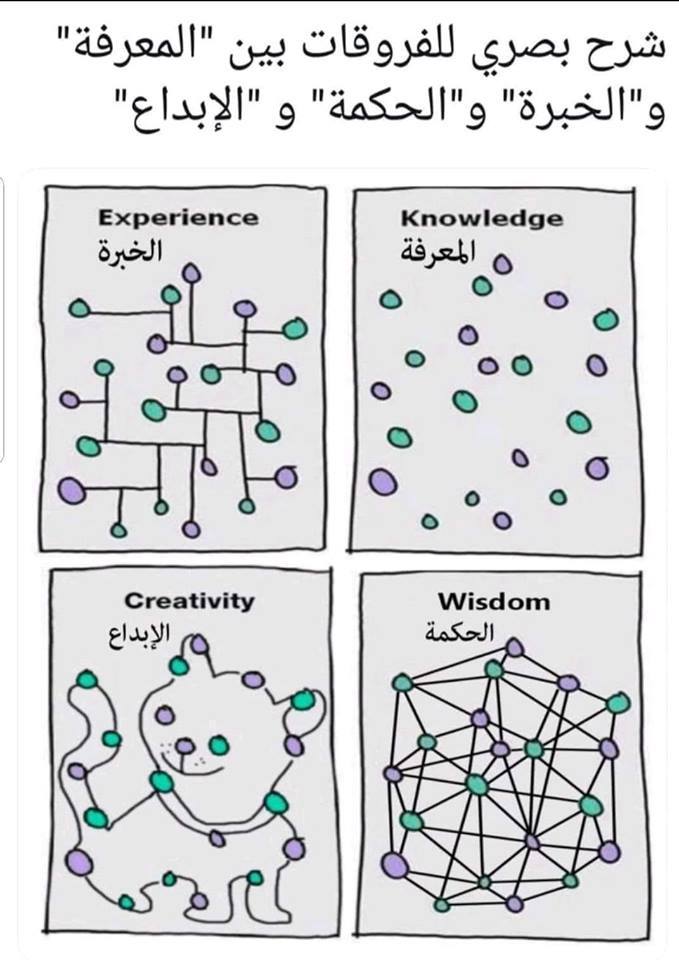 شرح بصري للفروقات بين "المعرفة"
و"الخبرة" و"الحكمة" و "الإبداع"
Knowledge
المعرفة
Experience
الخبرة
Wisdom
الحكمة
Creativity
الإبداع